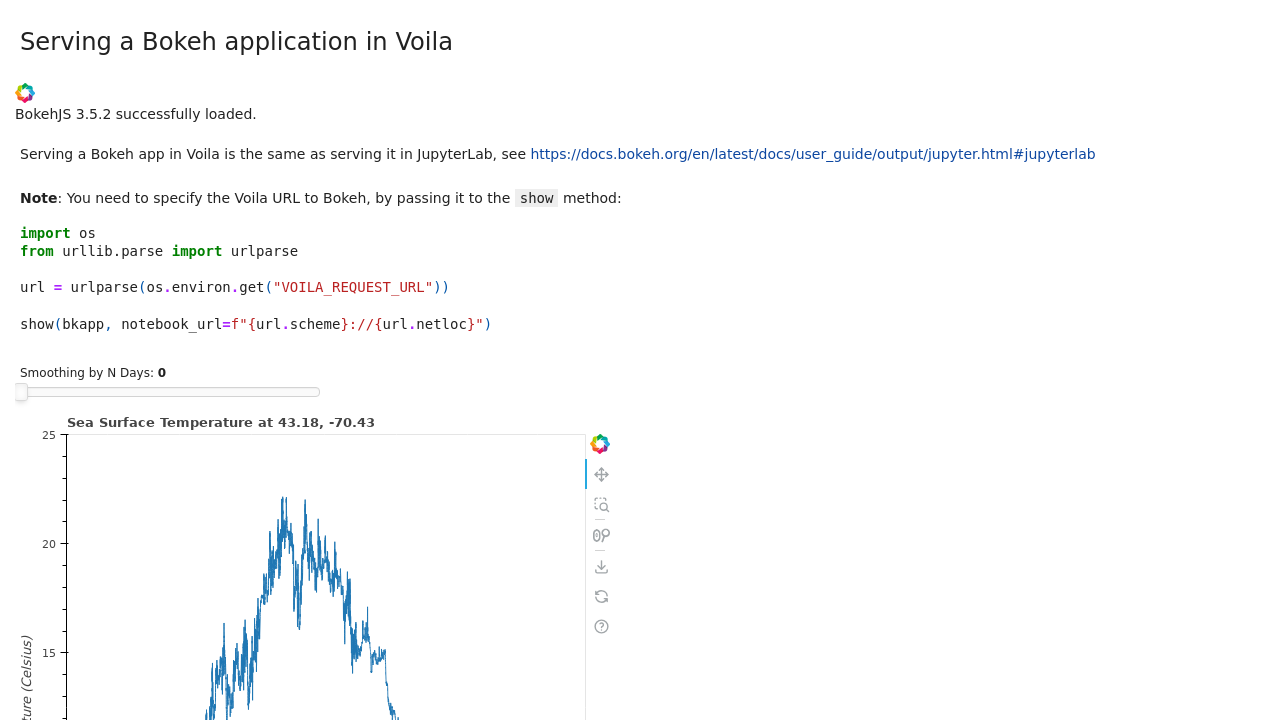 Serving a Bokeh application in Voila
BokehJS 3.5.2 successfully loaded.
Serving a Bokeh app in Voila is the same as serving it in JupyterLab, see https://docs.bokeh.org/en/latest/docs/user_guide/output/jupyter.html#jupyterlab
Note: You need to specify the Voila URL to Bokeh, by passing it to the show method:
import os
from urllib.parse import urlparse
url = urlparse(os.environ.get("VOILA_REQUEST_URL"))
show(bkapp, notebook_url=f"{url.scheme}://{url.netloc}")
Smoothing by N Days: 0
Sea Surface Temperature at 43.18, -70.43
25
20
15
ture (Celsius)